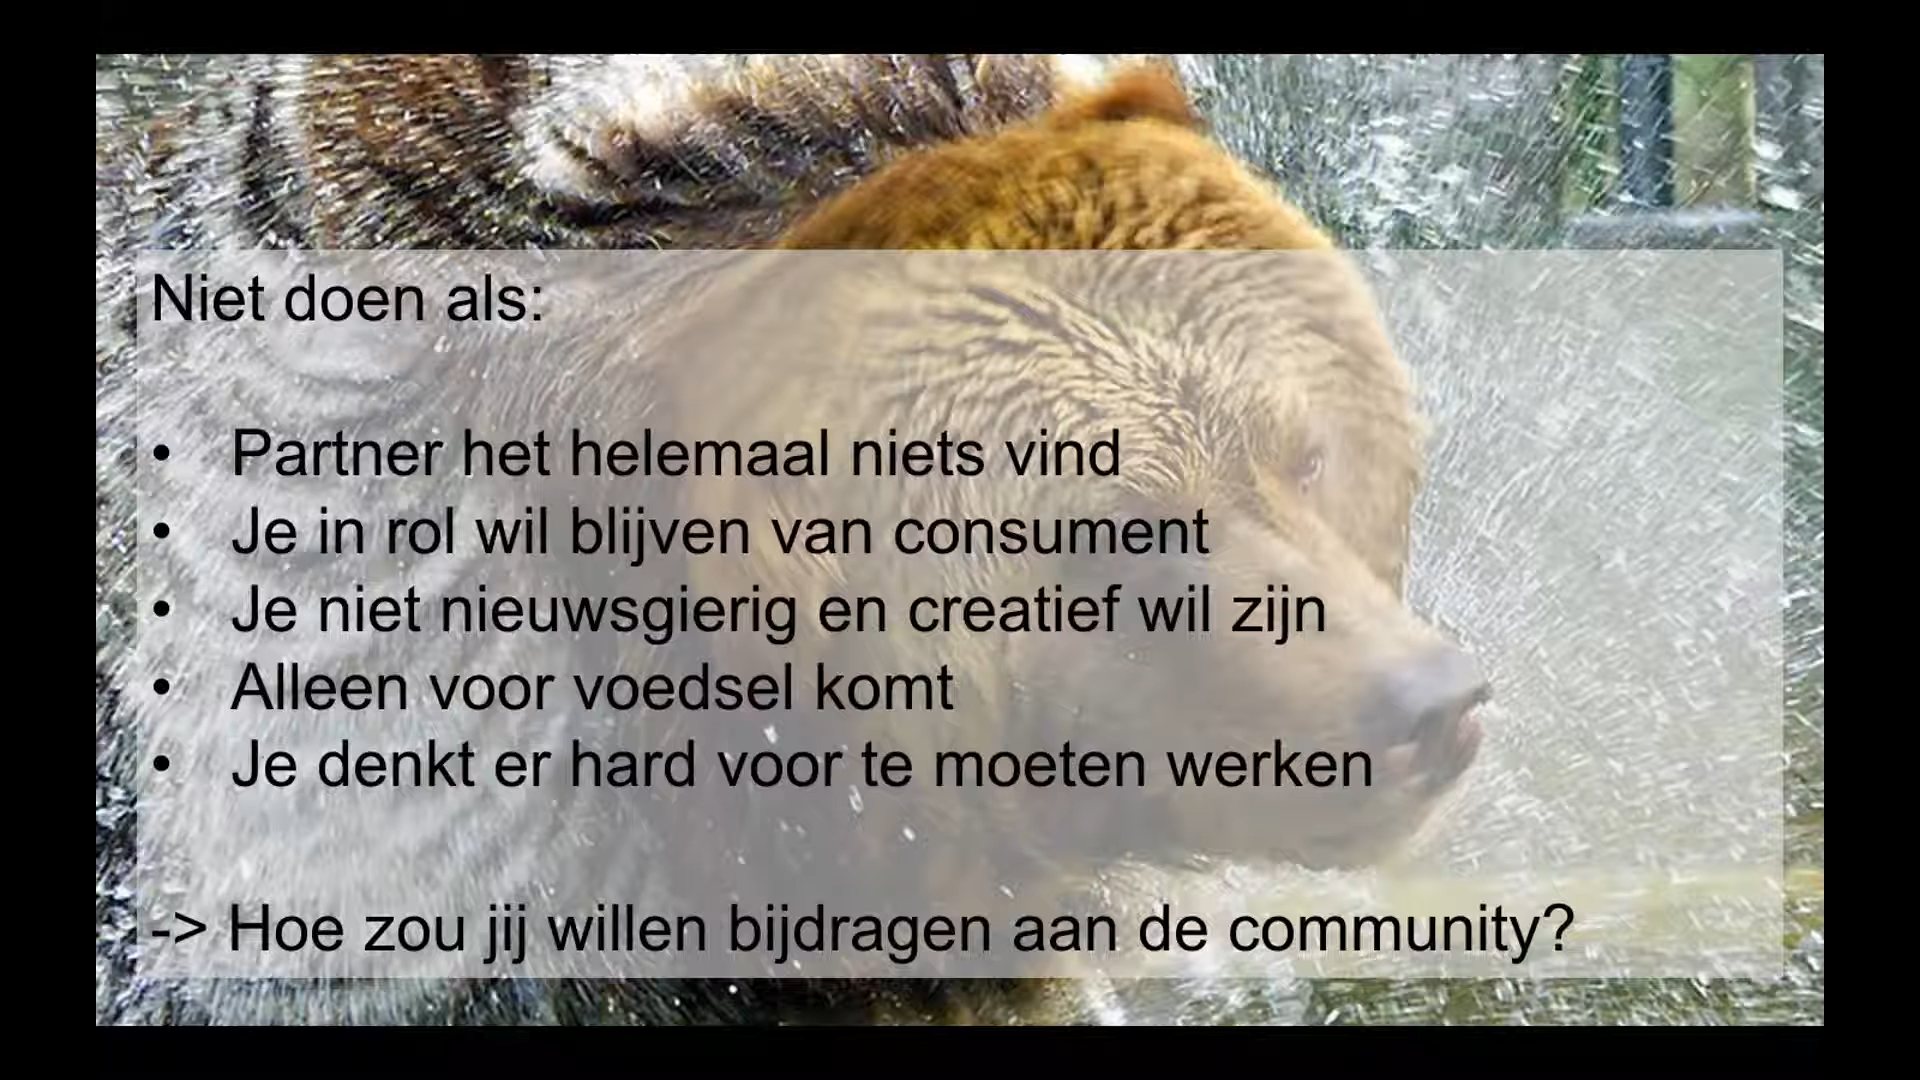 Niet doen als:
• Partner het helemaal niets vind
• Je in rol wil blijven van consument
• Je niet nieuwsgierig en creatief wil zijn
• Alleen voor voedsel komt
• Je denkt er hard voor te moeten werken
-> Hoe zou jij willen bijdragen aan de community?